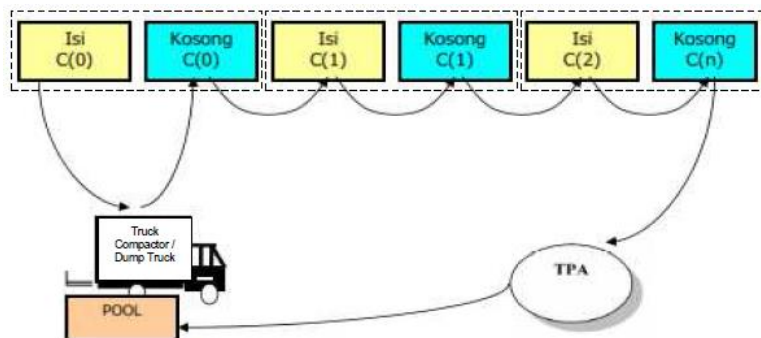 Isi
C(0)
Kosong
C(0)
Isi
C(1)
Kosong
C(1)
Isi
C(2)
Kosong
C(n)
Truck
Compactor /
Dump Truck
TPA
POOL